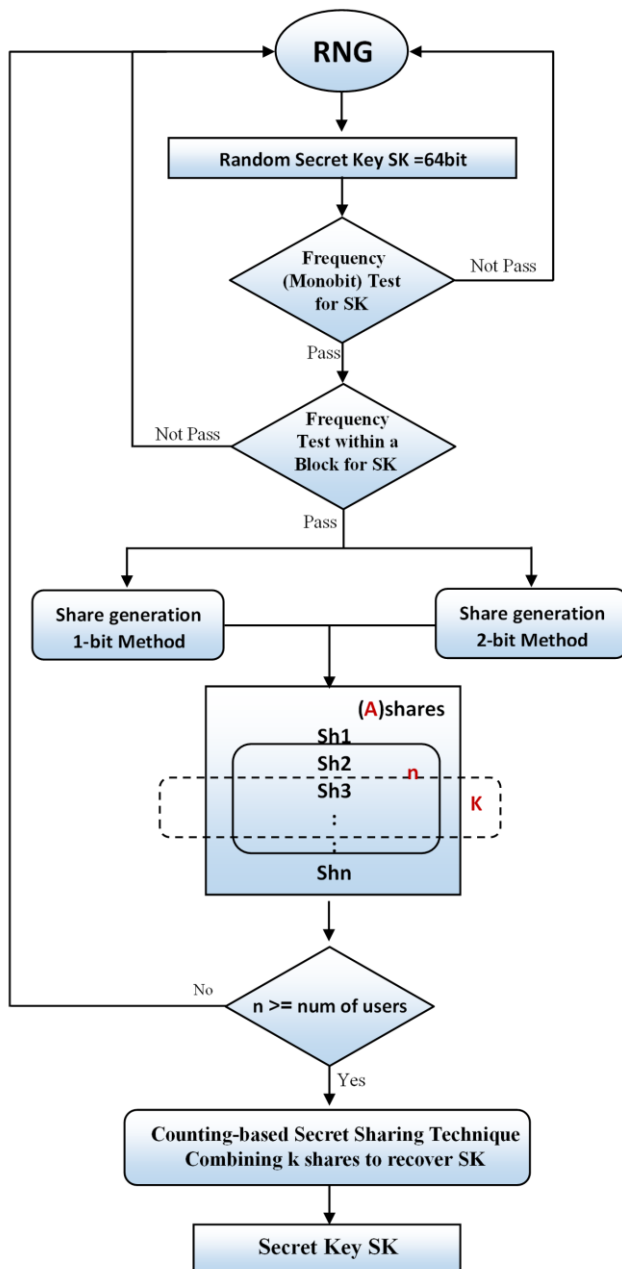 RNG
Random Secret Key SK =64bit
Frequency
(Monobit) Test
for SK
Not Pass
Pass
Frequency
Test within a
Block for SK
Not Pass
Pass
Share generation
1-bit Method
Share generation
2-bit Method
(A)shares
Sh1
Sh2
n
Sh3
K
:
:
Shn
No
n >= num of users
Yes
Counting-based Secret Sharing Technique
Combining k shares to recover SK
Secret Key SK